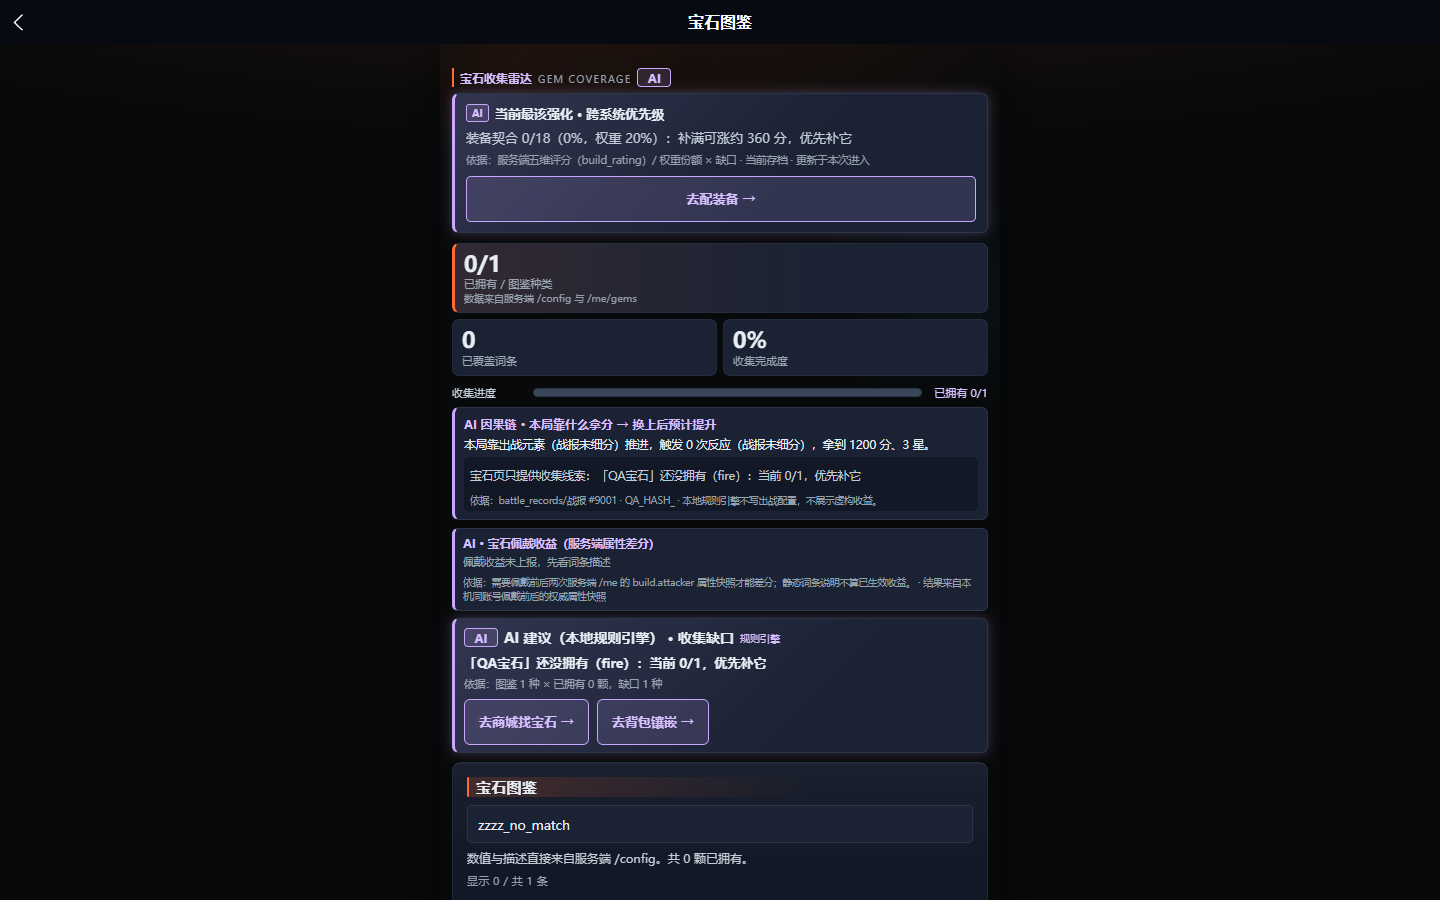 宝石图鉴
宝石收集雷达 GEM COVERAGE AI
AI 当前最该强化 • 跨系统优先级
装备契合 0/18（0%，权重 20%）：补满可涨约 360 分，优先补它
依据：服务端五维评分（build_rating）/ 权重份额 × 缺口 · 当前存档 · 更新于本次进入
去配装备 →
0/1
已拥有 / 图鉴种类
数据来自服务端 /config 与 /me/gems
0
已覆盖词条
0%
收集完成度
收集进度 已拥有 0/1
AI 因果链 • 本局靠什么拿分 → 换上后预计提升
本局靠出战元素（战报未细分）推进，触发 0 次反应（战报未细分），拿到 1200 分、3 星。
宝石页只提供收集线索：「QA宝石」还没拥有（fire）：当前 0/1，优先补它
依据：battle_records/战报 #9001 · QA_HASH_ · 本地规则引擎不写出战配置，不展示虚构收益。
AI • 宝石佩戴收益（服务端属性差分）
佩戴收益未上报，先看词条描述
依据：需要佩戴前后两次服务端 /me 的 build.attacker 属性快照才能差分；静态词条说明不算已生效收益。 · 结果来自本
机同账号佩戴前后的权威属性快照
AI AI 建议（本地规则引擎） • 收集缺口 规则引擎
「QA宝石」还没拥有（fire）：当前 0/1，优先补它
依据：图鉴 1 种 × 已拥有 0 颗，缺口 1 种
去商城找宝石 →
去背包镶嵌 →
宝石图鉴
zzzz_no_match
数值与描述直接来自服务端 /config。共 0 颗已拥有。
显示 0 / 共 1 条